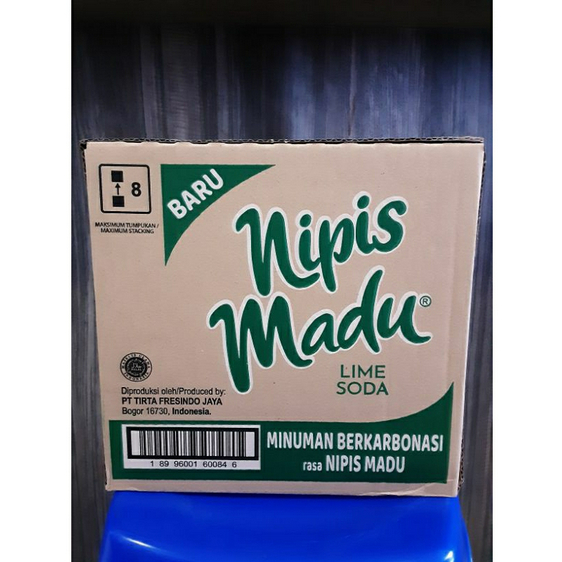 8
MAKSIMUM TUMPUKAN /
MAXIMUM STACKING
BARU
Nipis
Madu®
LIME
SODA
Diproduksi oleh/Produced by:
PT TIRTA FRESINDO JAYA
Bogor 16730, Indonesia.
1 89 96001 60084 6
MINUMAN BERKARBONASI
rasa NIPIS MADU